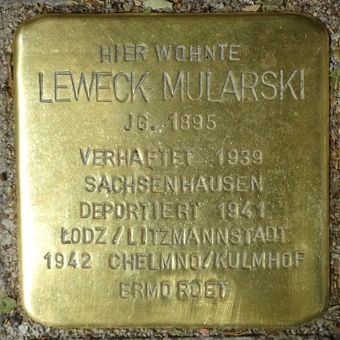 HIER WOHNTE
LEWECK MULARSKI
JG. 1895
VERHAFTET 1939
SACHSENHAUSEN
DEPORTIERT 1941
ŁODZ/LITZMANNSTADT
1942 CHELMNO/KULMHOF
ERMORDET